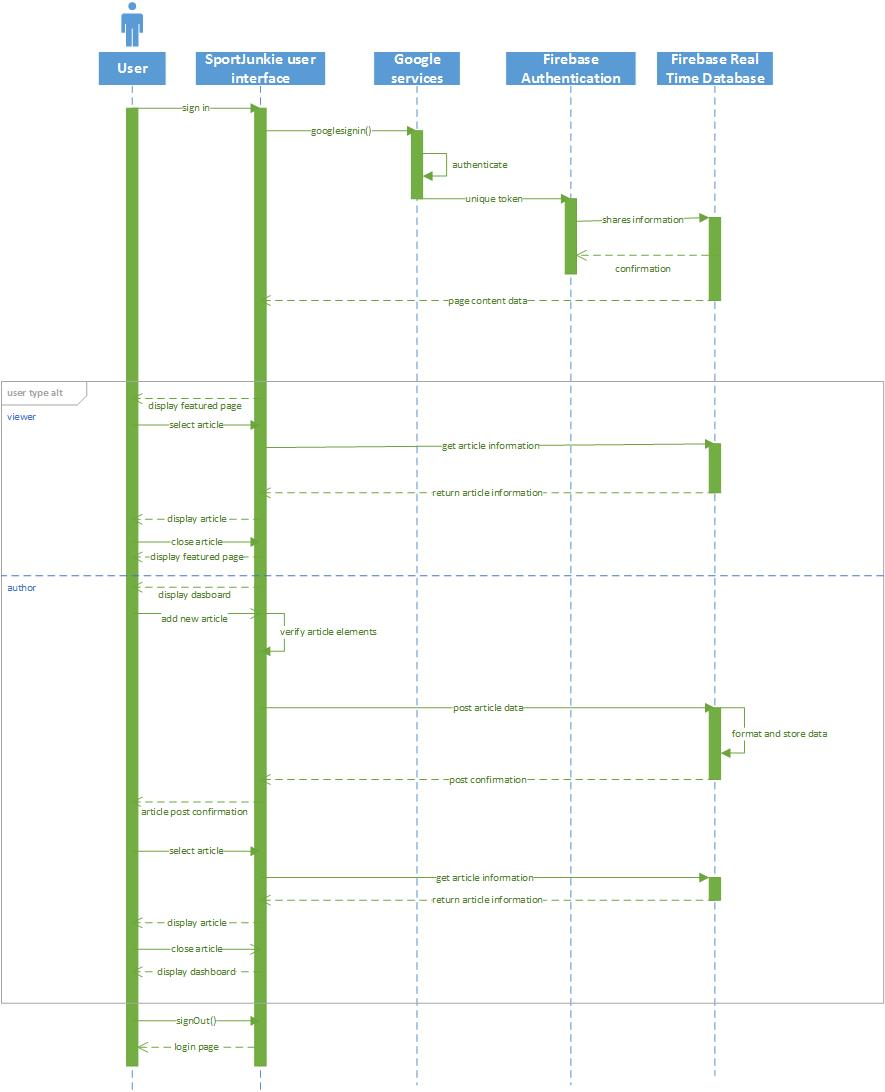 User
SportJunkie user
interface
Google
services
Firebase
Authentication
Firebase Real
Time Database
sign in
googlesignin()
authenticate
unique token
shares information
confirmation
page content data
user type alt
display featured page
viewer
select article
get article information
return article information
display article
close article
display featured page
author
display dasboard
add new article
verify article elements
post article data
format and store data
post confirmation
article post confirmation
select article
get article information
return article information
display article
close article
display dashboard
signOut()
login page